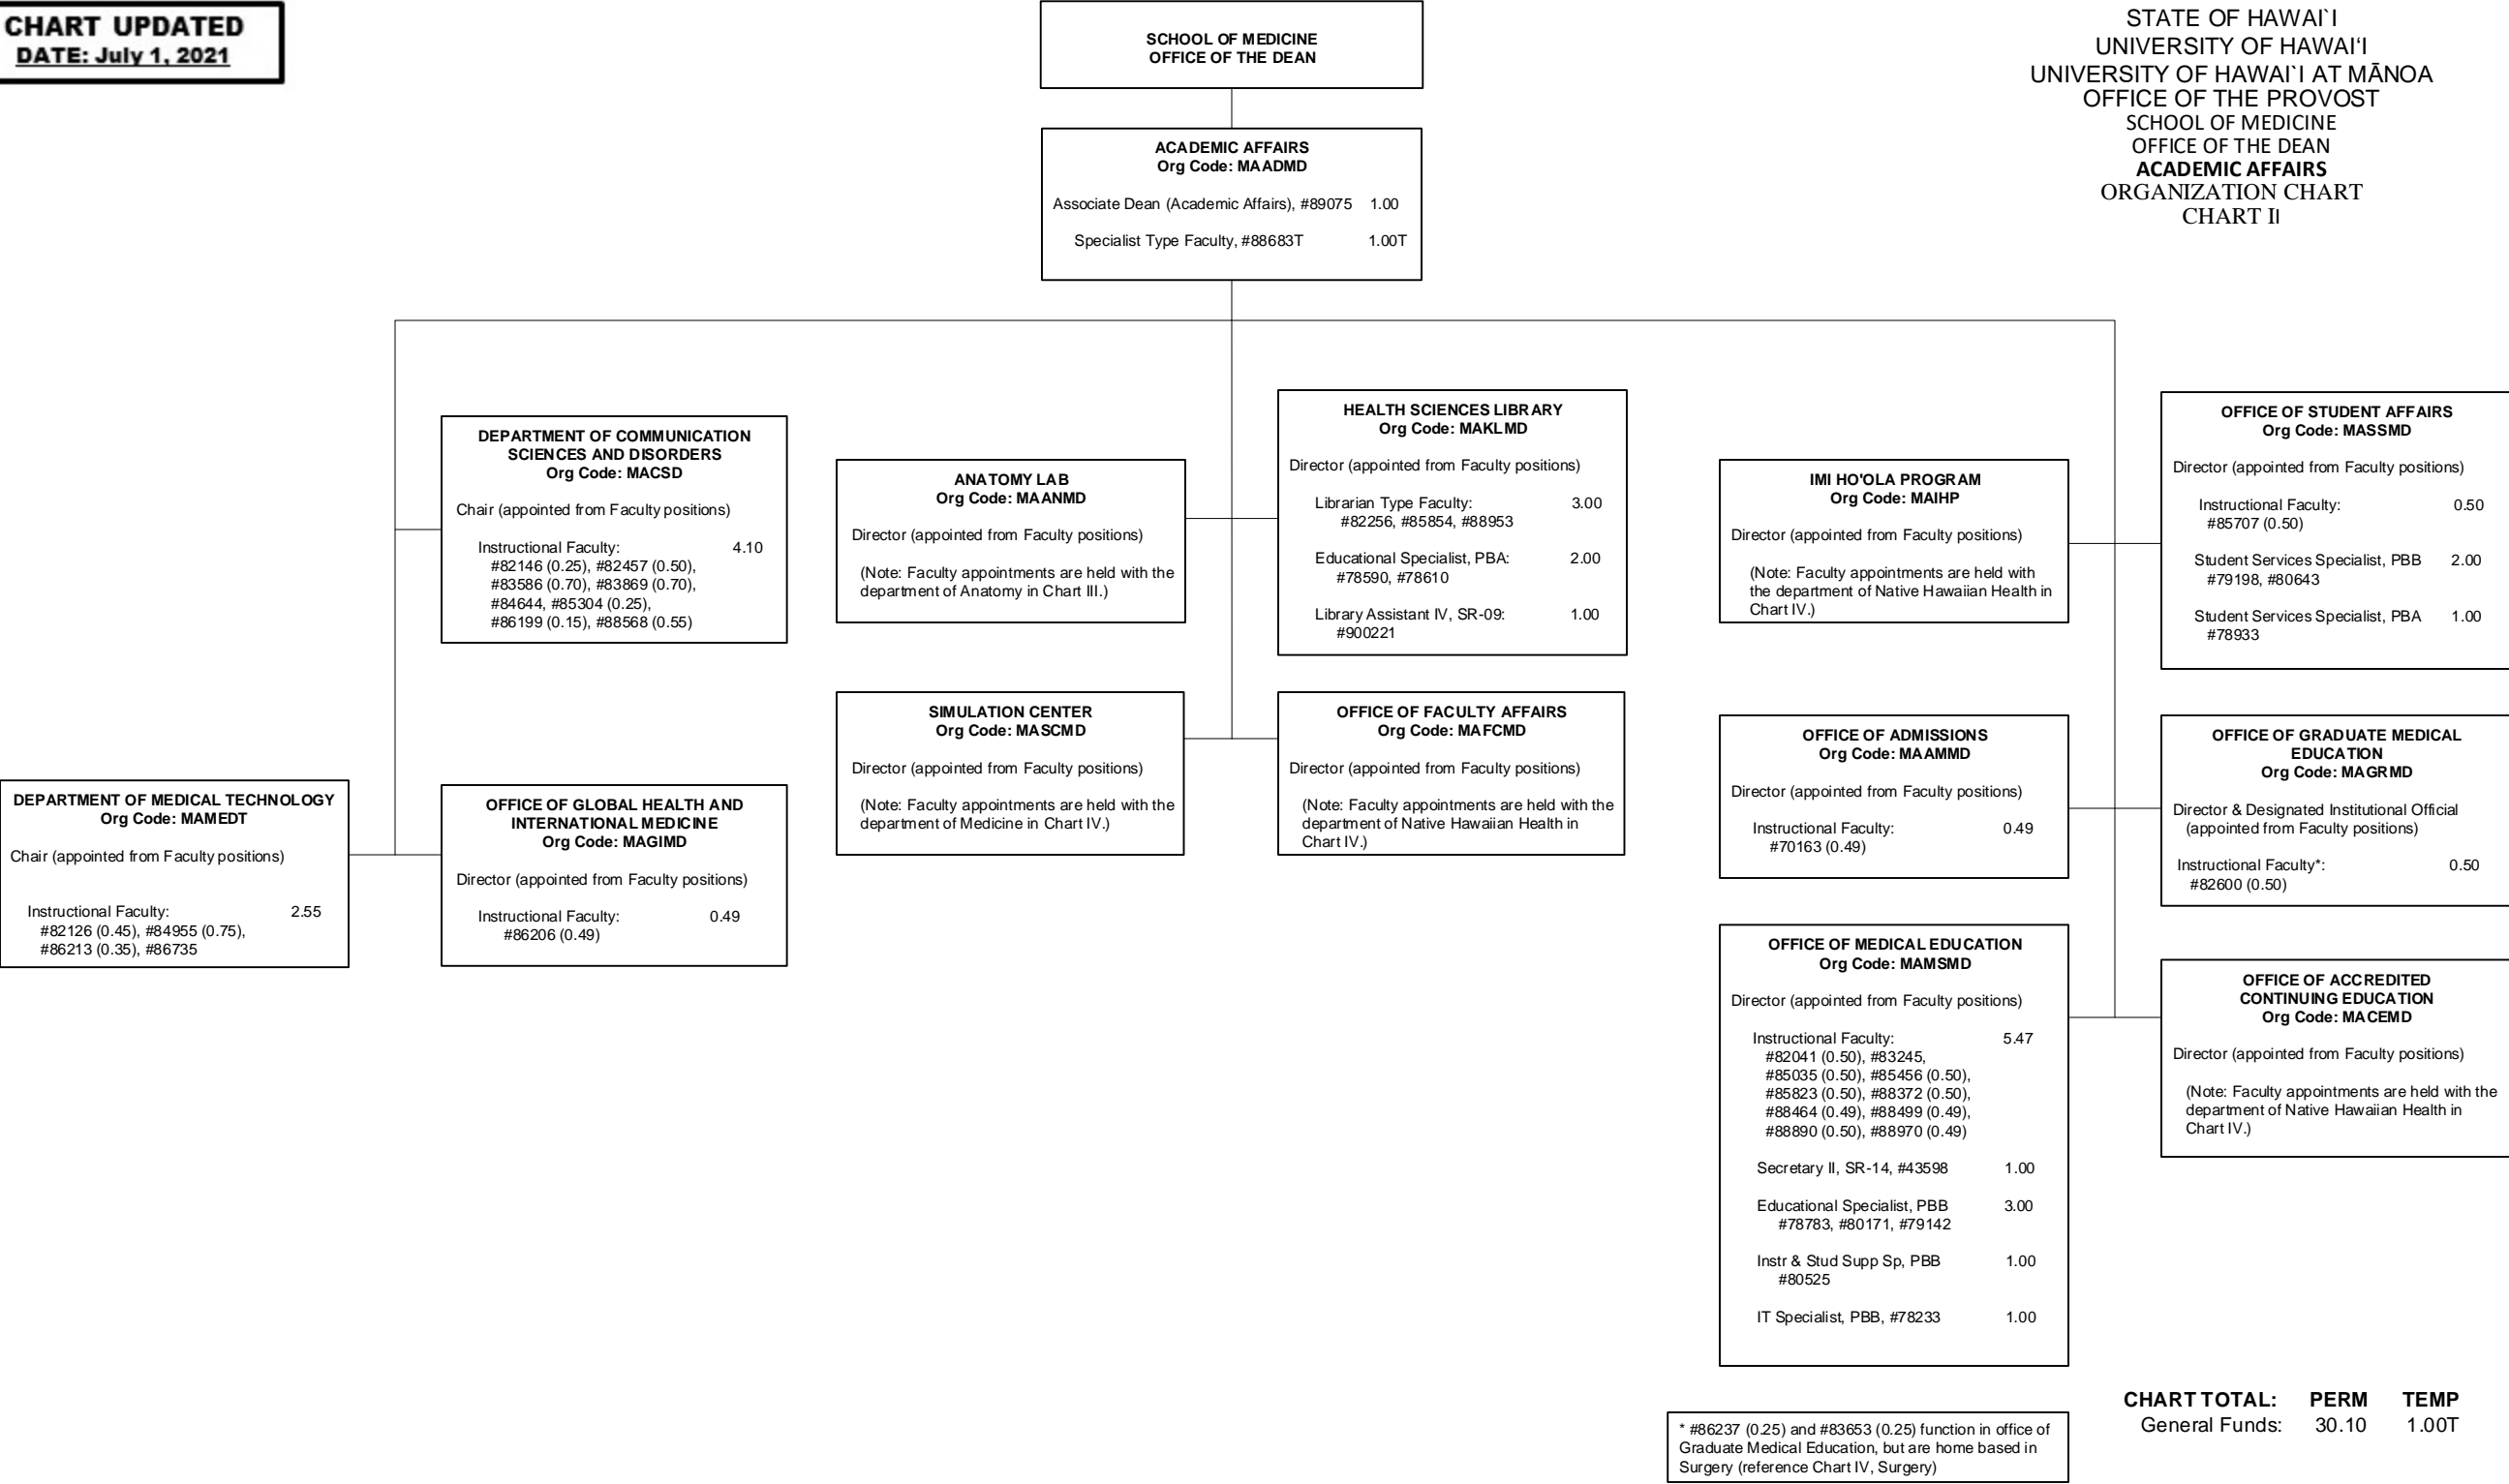 CHART UPDATED
DATE: July 1, 2021
SCHOOL OF MEDICINE
OFFICE OF THE DEAN
STATE OF HAWAI`I
UNIVERSITY OF HAWAI‘I
UNIVERSITY OF HAWAI`I AT MĀNOA
OFFICE OF THE PROVOST
SCHOOL OF MEDICINE
OFFICE OF THE DEAN
ACADEMIC AFFAIRS
ORGANIZATION CHART
CHART II
ACADEMIC AFFAIRS
Org Code: MAADMD
Associate Dean (Academic Affairs), #89075 1.00
Specialist Type Faculty, #88683T 1.00T
DEPARTMENT OF COMMUNICATION
SCIENCES AND DISORDERS
Org Code: MACSD
Chair (appointed from Faculty positions)
Instructional Faculty: 4.10
#82146 (0.25), #82457 (0.50),
#83586 (0.70), #83869 (0.70),
#84644, #85304 (0.25),
#86199 (0.15), #88568 (0.55)
ANATOMY LAB
Org Code: MAANMD
Director (appointed from Faculty positions)
(Note: Faculty appointments are held with the
department of Anatomy in Chart III.)
HEALTH SCIENCES LIBRARY
Org Code: MAKLMD
Director (appointed from Faculty positions)
Librarian Type Faculty: 3.00
#82256, #85854, #88953
Educational Specialist, PBA: 2.00
#78590, #78610
Library Assistant IV, SR-09: 1.00
#900221
IMI HO'OLA PROGRAM
Org Code: MAIHP
Director (appointed from Faculty positions)
(Note: Faculty appointments are held with
the department of Native Hawaiian Health in
Chart IV.)
OFFICE OF STUDENT AFFAIRS
Org Code: MASSMD
Director (appointed from Faculty positions)
Instructional Faculty: 0.50
#85707 (0.50)
Student Services Specialist, PBB 2.00
#79198, #80643
Student Services Specialist, PBA 1.00
#78933
DEPARTMENT OF MEDICAL TECHNOLOGY
Org Code: MAMEDT
Chair (appointed from Faculty positions)
Instructional Faculty: 2.55
#82126 (0.45), #84955 (0.75),
#86213 (0.35), #86735
OFFICE OF GLOBAL HEALTH AND
INTERNATIONAL MEDICINE
Org Code: MAGIMD
Director (appointed from Faculty positions)
Instructional Faculty: 0.49
#86206 (0.49)
SIMULATION CENTER
Org Code: MASCMD
Director (appointed from Faculty positions)
(Note: Faculty appointments are held with the
department of Medicine in Chart IV.)
OFFICE OF FACULTY AFFAIRS
Org Code: MAFCMD
Director (appointed from Faculty positions)
(Note: Faculty appointments are held with the
department of Native Hawaiian Health in
Chart IV.)
OFFICE OF ADMISSIONS
Org Code: MAAMMD
Director (appointed from Faculty positions)
Instructional Faculty: 0.49
#70163 (0.49)
OFFICE OF GRADUATE MEDICAL
EDUCATION
Org Code: MAGRMD
Director & Designated Institutional Official
(appointed from Faculty positions)
Instructional Faculty*: 0.50
#82600 (0.50)
OFFICE OF MEDICAL EDUCATION
Org Code: MAMSMD
Director (appointed from Faculty positions)
Instructional Faculty: 5.47
#82041 (0.50), #83245,
#85035 (0.50), #85456 (0.50),
#85823 (0.50), #88372 (0.50),
#88464 (0.49), #88499 (0.49),
#88890 (0.50), #88970 (0.49)
Secretary II, SR-14, #43598 1.00
Educational Specialist, PBB 3.00
#78783, #80171, #79142
Instr & Stud Supp Sp, PBB 1.00
#80525
IT Specialist, PBB, #78233 1.00
OFFICE OF ACCREDITED
CONTINUING EDUCATION
Org Code: MACEMD
Director (appointed from Faculty positions)
(Note: Faculty appointments are held with the
department of Native Hawaiian Health in
Chart IV.)
* #86237 (0.25) and #83653 (0.25) function in office of
Graduate Medical Education, but are home based in
Surgery (reference Chart IV, Surgery)
CHART TOTAL: PERM TEMP
General Funds: 30.10 1.00T